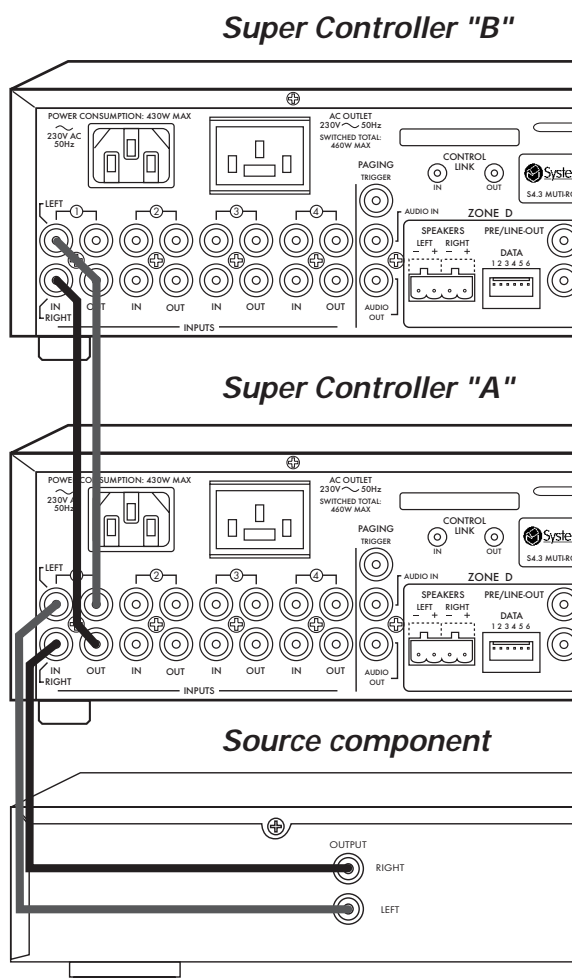 Super Controller "B"
POWER CONSUMPTION: 430W MAX
230V AC
50Hz
AC OUTLET
230V 50Hz
SWITCHED TOTAL:
460W MAX
PAGING
TRIGGER
CONTROL
LINK
IN
OUT
S4.3
LEFT
1
2
3
4
AUDIO IN
ZONE D
SPEAKERS
LEFT RIGHT
– + – +
PRE/LINE-OUT
DATA
1 2 3 4 5 6
IN OUT IN OUT IN OUT IN OUT
RIGHT
INPUTS
AUDIO
OUT
Super Controller "A"
POWER CONSUMPTION: 430W MAX
230V
50Hz
AC OUTLET
230V 50Hz
SWITCHED TOTAL:
460W MAX
PAGING
TRIGGER
CONTROL
LINK
IN
OUT
S4.3
LEFT
2
3
4
AUDIO IN
ZONE D
SPEAKERS
LEFT RIGHT
– + – +
PRE/LINE-OUT
DATA
1 2 3 4 5 6
IN OUT IN OUT IN OUT IN OUT
RIGHT
INPUTS
AUDIO
OUT
Source component
OUTPUT
RIGHT
LEFT